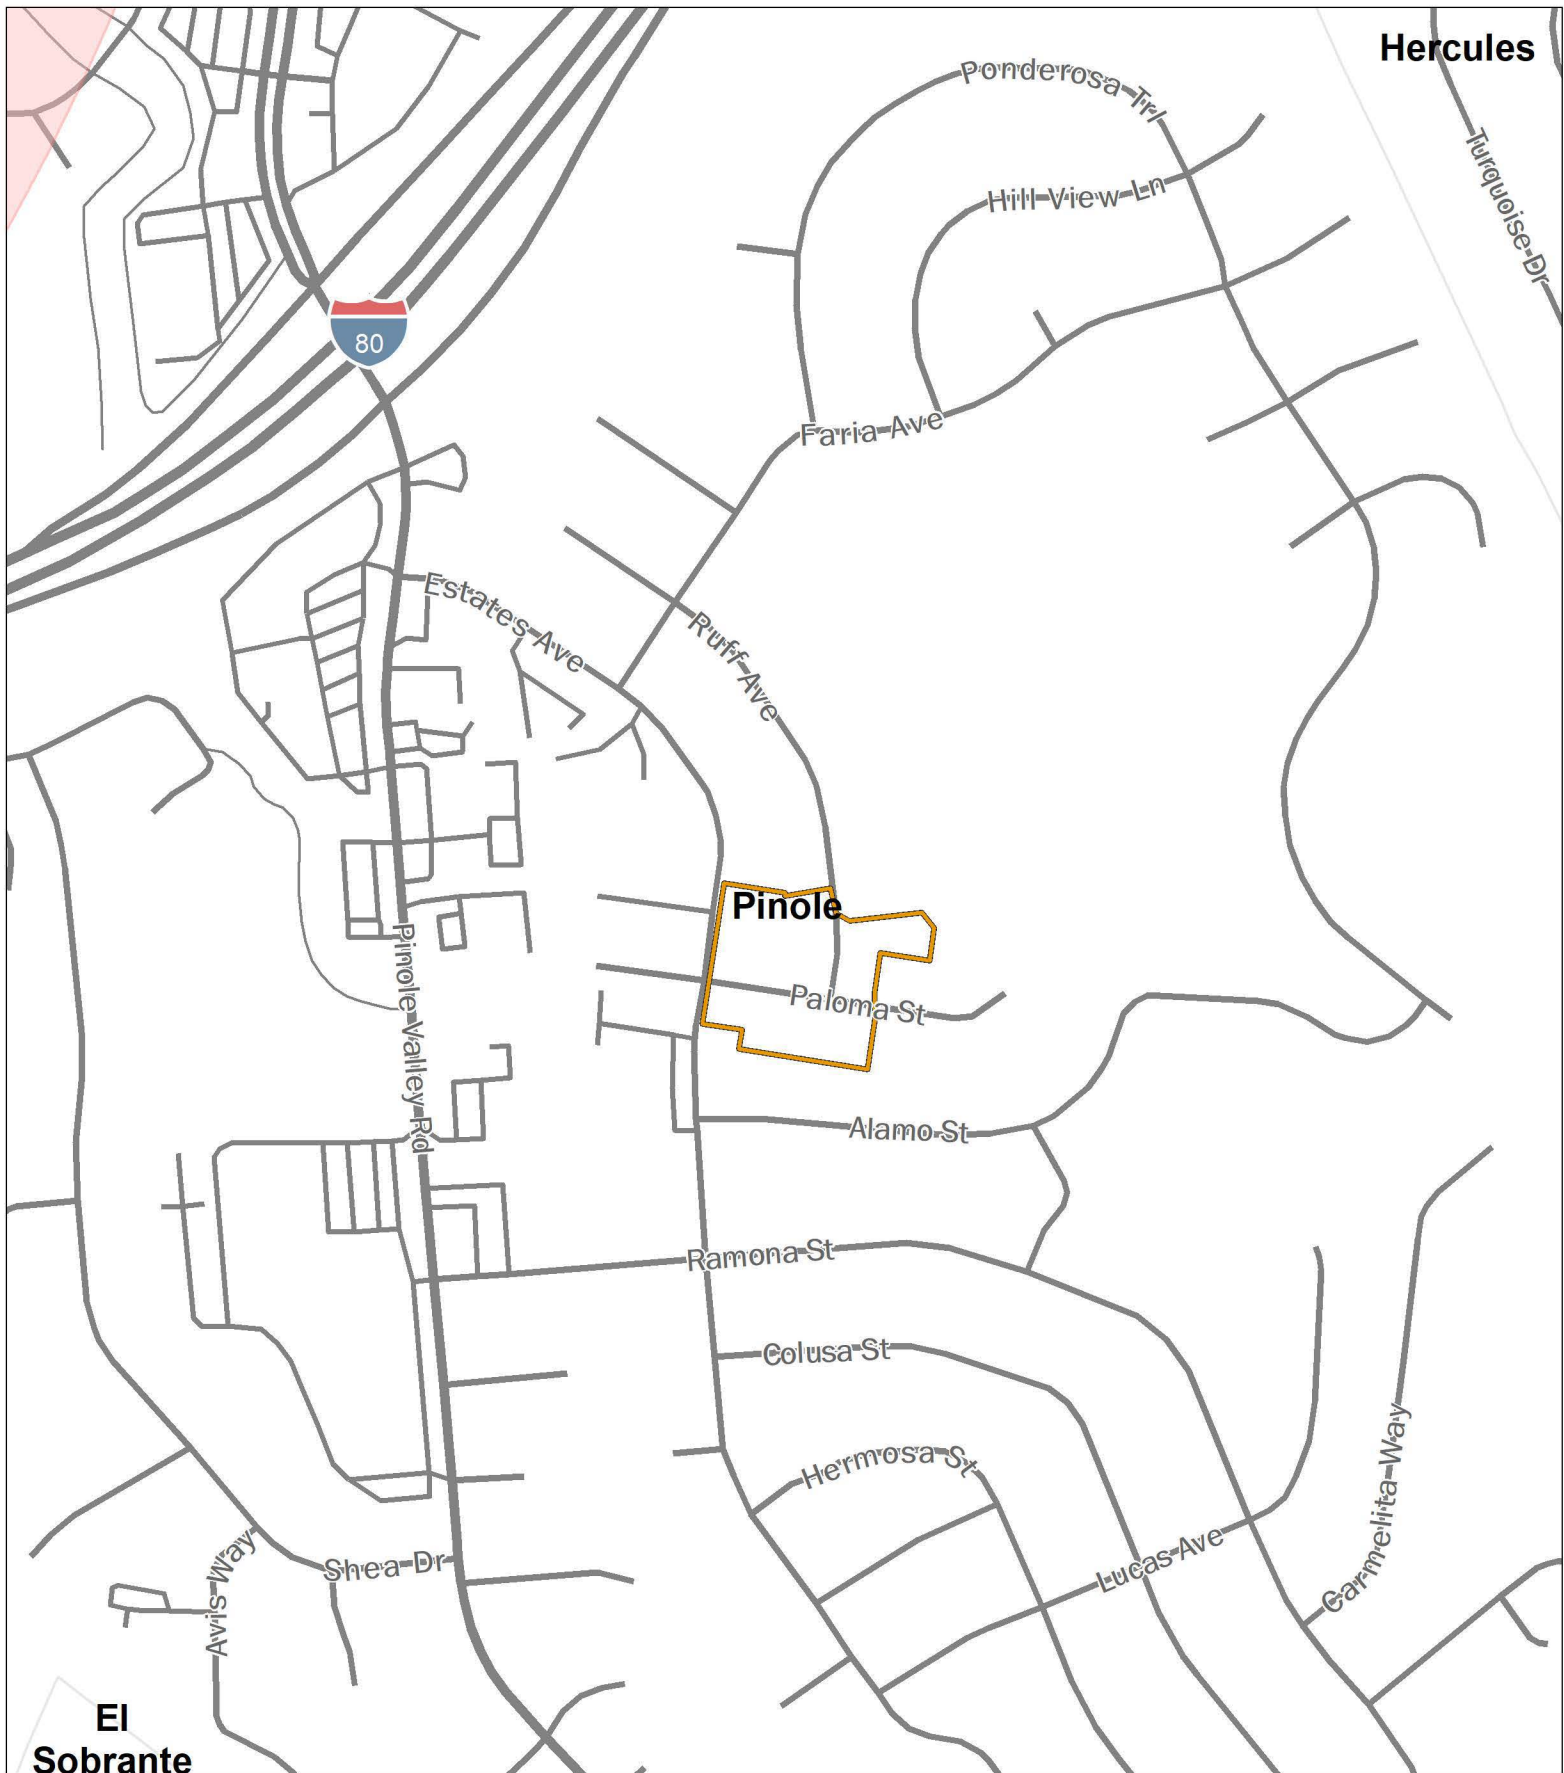 Hercules
Ponderosa Trl
Turquoise Dr
Hill View Ln
80
Faria Ave
Estates Ave
Ruff Ave
Pinole
Pinole Valley Rd
Paloma St
Alamo St
Ramona St
Colusa St
Hermosa St
Carmelita Way
Lucas Ave
Shea Dr
Avis Way
El
Sobrante